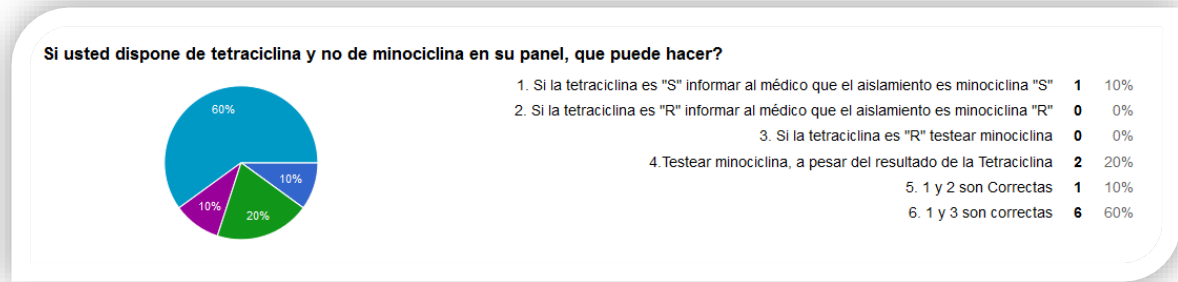 Si usted dispone de tetraciclina y no de minociclina en su panel, que puede hacer?
60%
10%
10%
20%
1. Si la tetraciclina es "S" informar al médico que el aislamiento es minociclina "S" 1 10%
2. Si la tetraciclina es "R" informar al médico que el aislamiento es minociclina "R" 0 0%
3. Si la tetraciclina es "R" testear minociclina 0 0%
4.Testear minociclina, a pesar del resultado de la Tetraciclina 2 20%
5. 1 y 2 son Correctas 1 10%
6. 1 y 3 son correctas 6 60%